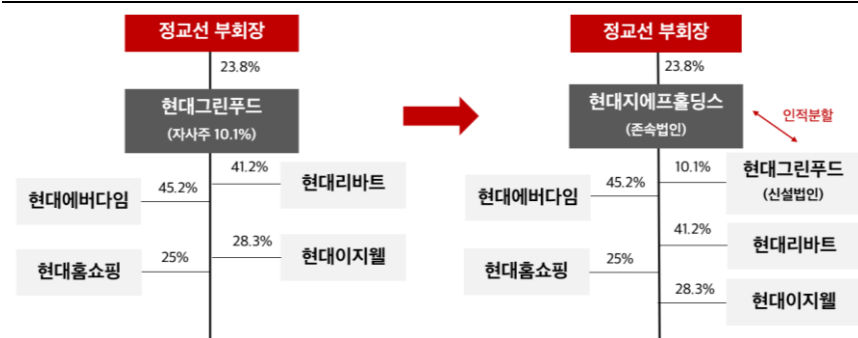 정교선 부회장
23.8%
현대그린푸드
(자사주 10.1%)
41.2%
현대리바트
45.2%
현대에버다임
28.3%
현대이지웰
25%
현대홈쇼핑
정교선 부회장
23.8%
현대지에프홀딩스
(존속법인)
인적분할
10.1%
현대그린푸드
(신설법인)
45.2%
현대에버다임
41.2%
현대리바트
25%
현대홈쇼핑
28.3%
현대이지웰